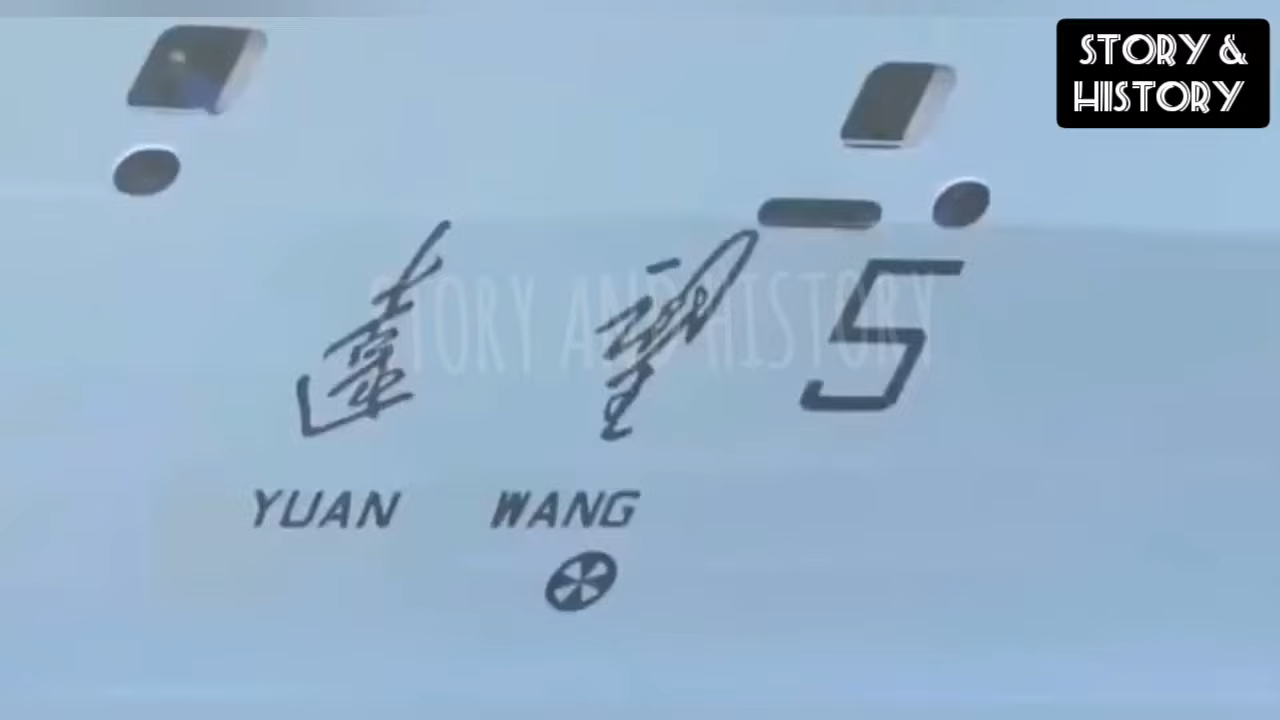 STORY &
HISTORY
遠望 5
STORY AND HISTORY
YUAN WANG